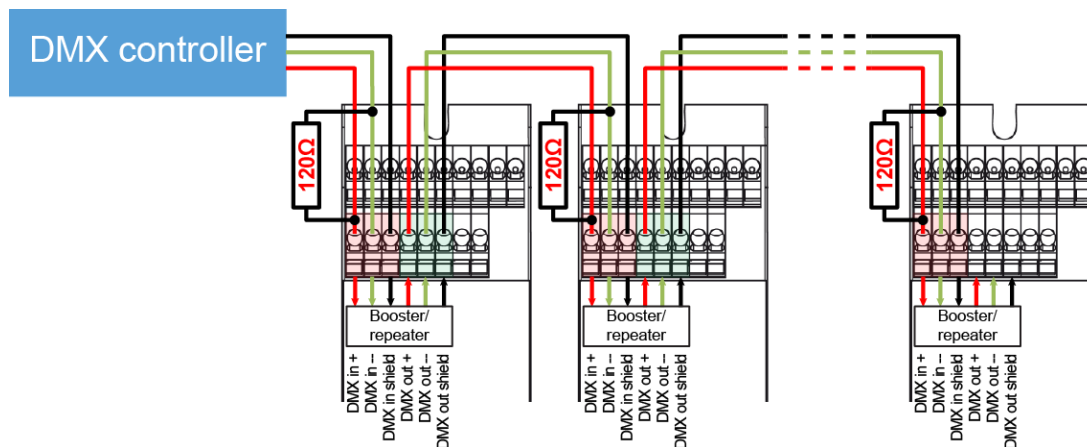 DMX controller
120Ω
120Ω
120Ω
Booster/
repeater
Booster/
repeater
Booster/
repeater
DMX in +
DMX in –
DMX in shield
DMX out +
DMX out –
DMX out shield
DMX in +
DMX in –
DMX in shield
DMX out +
DMX out –
DMX out shield
DMX in +
DMX in –
DMX in shield
DMX out +
DMX out –
DMX out shield